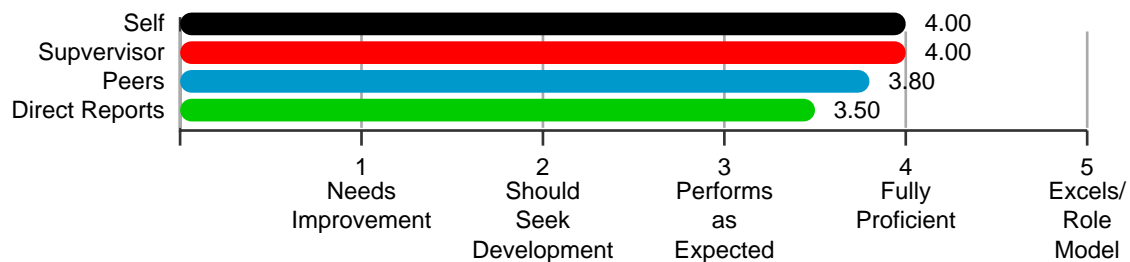 Self
4.00
Supvervisor
4.00
Peers
3.80
Direct Reports
3.50
1
Needs
Improvement
2
Should
Seek
Development
3
Performs
as
Expected
4
Fully
Proficient
5
Excels/
Role
Model